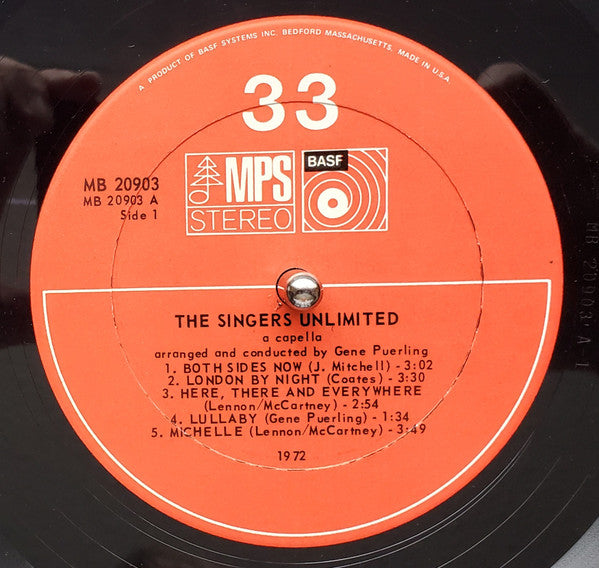 A PRODUCT OF BASF SYSTEMS INC. BEDFORD MASSACHUSETTS. MADE IN U.S.A.
33
MPS
STEREO
BASF
MB 20903
MB 20903 A
Side 1
THE SINGERS UNLIMITED
a capella
arranged and conducted by Gene Puerling
1. BOTH SIDES NOW (J. Mitchell) - 3:02
2. LONDON BY NIGHT (Coates) - 3:30
3. HERE, THERE AND EVERYWHERE
(Lennon/McCartney) - 2:54
4. LULLABY (Gene Puerling) - 1:34
5. MICHELLE (Lennon/McCartney) - 3:49
1972
MB 20903·A-1